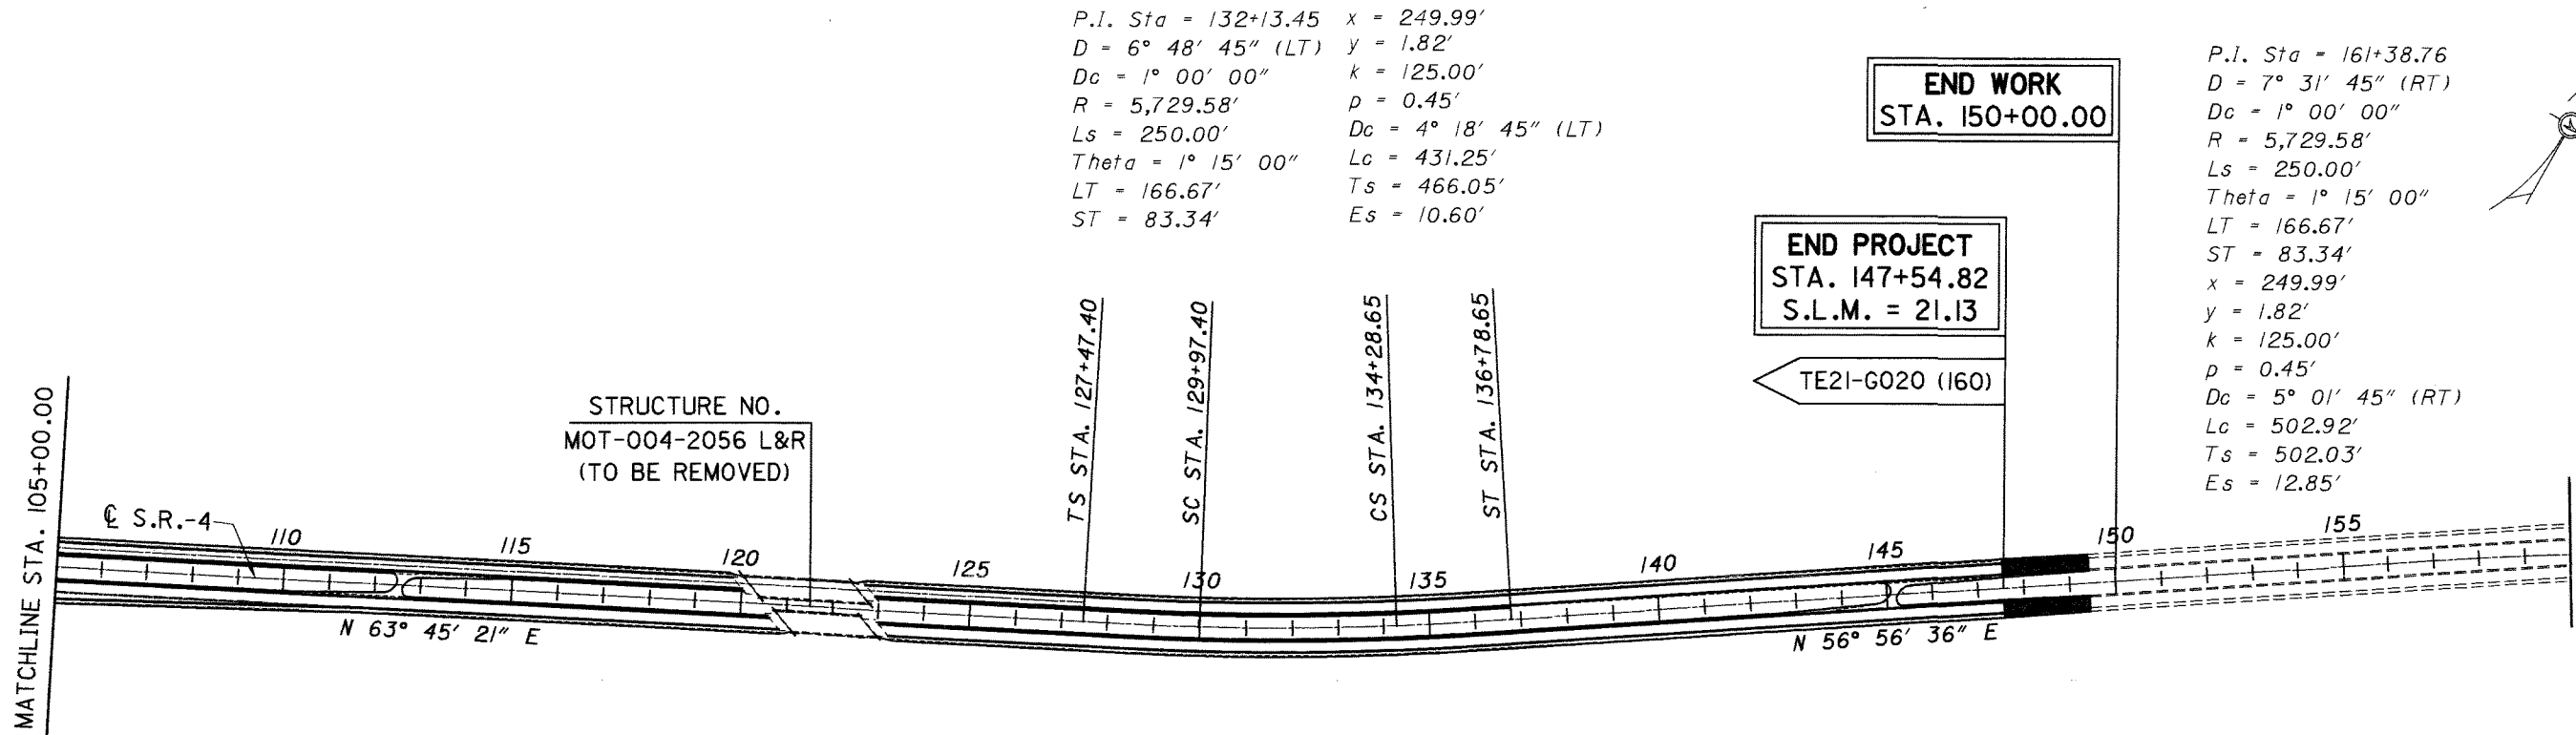 P.I. Sta = 132+13.45
D = 6° 48' 45" (LT)
Dc = 1° 00' 00"
R = 5,729.58'
Ls = 250.00'
Theta = 1° 15' 00"
LT = 166.67'
ST = 83.34'
x = 249.99'
y = 1.82'
k = 125.00'
p = 0.45'
Dc = 4° 18' 45" (LT)
Lc = 431.25'
Ts = 466.05'
Es = 10.60'
END WORK
STA. 150+00.00
P.I. Sta = 161+38.76
D = 7° 31' 45" (RT)
Dc = 1° 00' 00"
R = 5,729.58'
Ls = 250.00'
Theta = 1° 15' 00"
LT = 166.67'
ST = 83.34'
x = 249.99'
y = 1.82'
k = 125.00'
p = 0.45'
Dc = 5° 01' 45" (RT)
Lc = 502.92'
Ts = 502.03'
Es = 12.85'
END PROJECT
STA. 147+54.82
S.L.M. = 21.13
TE21-G020 (160)
STRUCTURE NO.
MOT-004-2056 L&R
(TO BE REMOVED)
TS STA. 127+47.40
SC STA. 129+97.40
CS STA. 134+28.65
ST STA. 136+78.65
MATCHLINE STA. 105+00.00
℄ S.R.-4
110
115
120
125
130
135
140
145
150
155
N 63° 45' 21" E
N 56° 56' 36" E